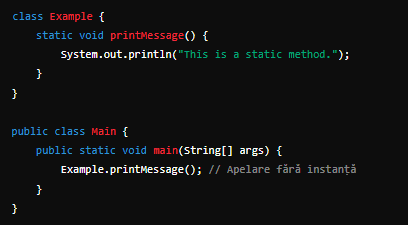 class Example {
    static void printMessage() {
        System.out.println("This is a static method.");
    }
}

public class Main {
    public static void main(String[] args) {
        Example.printMessage(); // Apelare fără instanță
    }
}